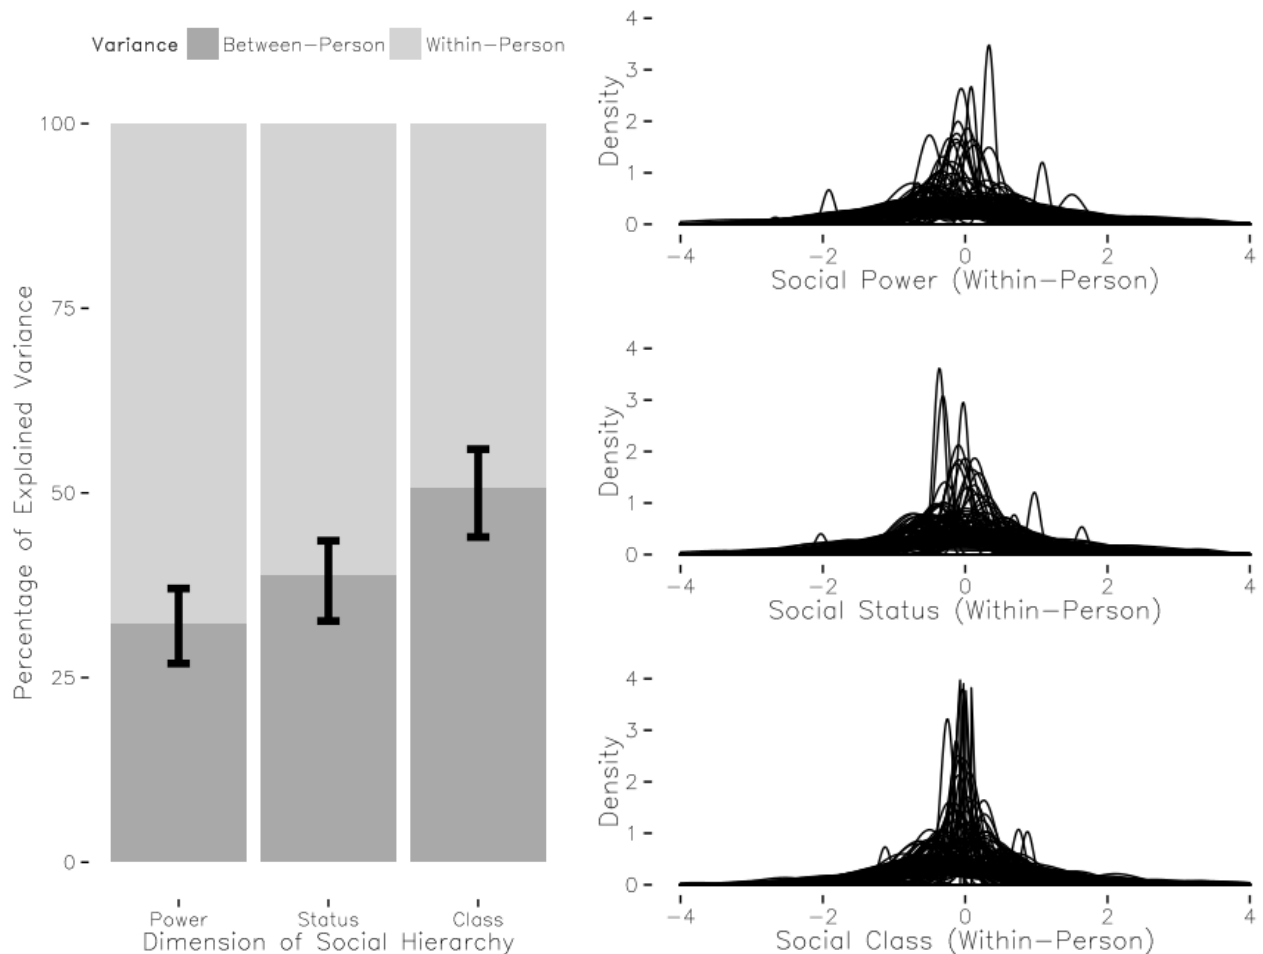 Variance Between-Person Within-Person
Percentage of Explained Variance
100
75
50
25
0
Power Status Class
Dimension of Social Hierarchy
Density
4
3
2
1
0
-4 -2 0 2 4
Social Power (Within-Person)
Density
4
3
2
1
0
-4 -2 0 2 4
Social Status (Within-Person)
Density
4
3
2
1
0
-4 -2 0 2 4
Social Class (Within-Person)